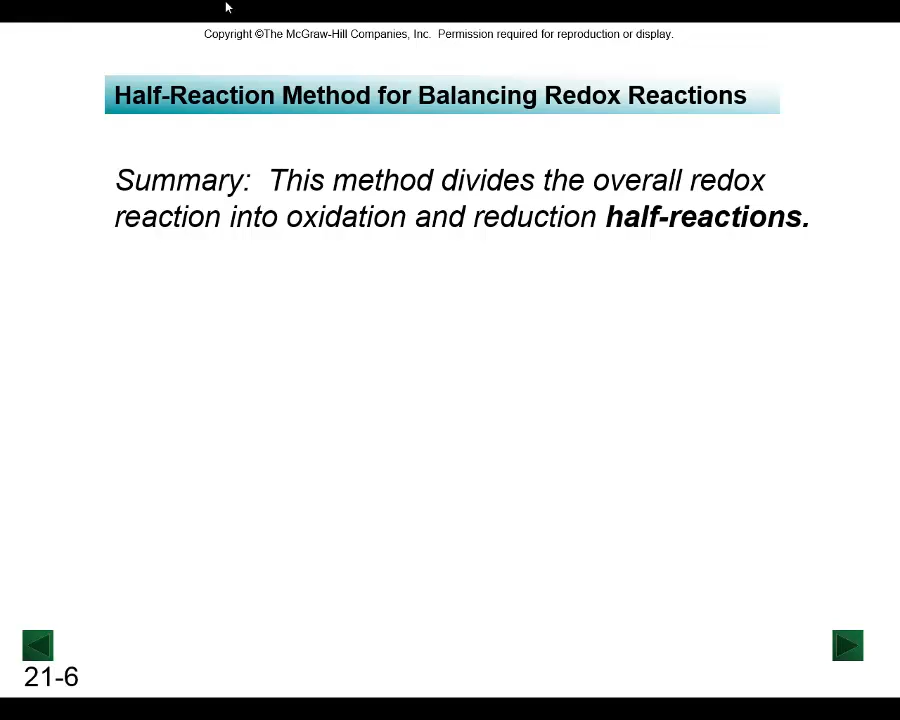 Copyright ©The McGraw-Hill Companies, Inc.  Permission required for reproduction or display.
Half-Reaction Method for Balancing Redox Reactions
Summary:  This method divides the overall redox
reaction into oxidation and reduction half-reactions.
21-6